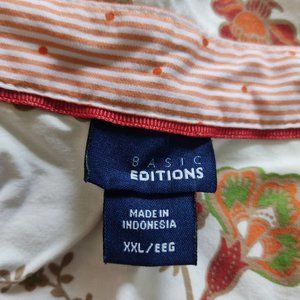 BASIC
EDITIONS
MADE IN
INDONESIA
XXL/EEG